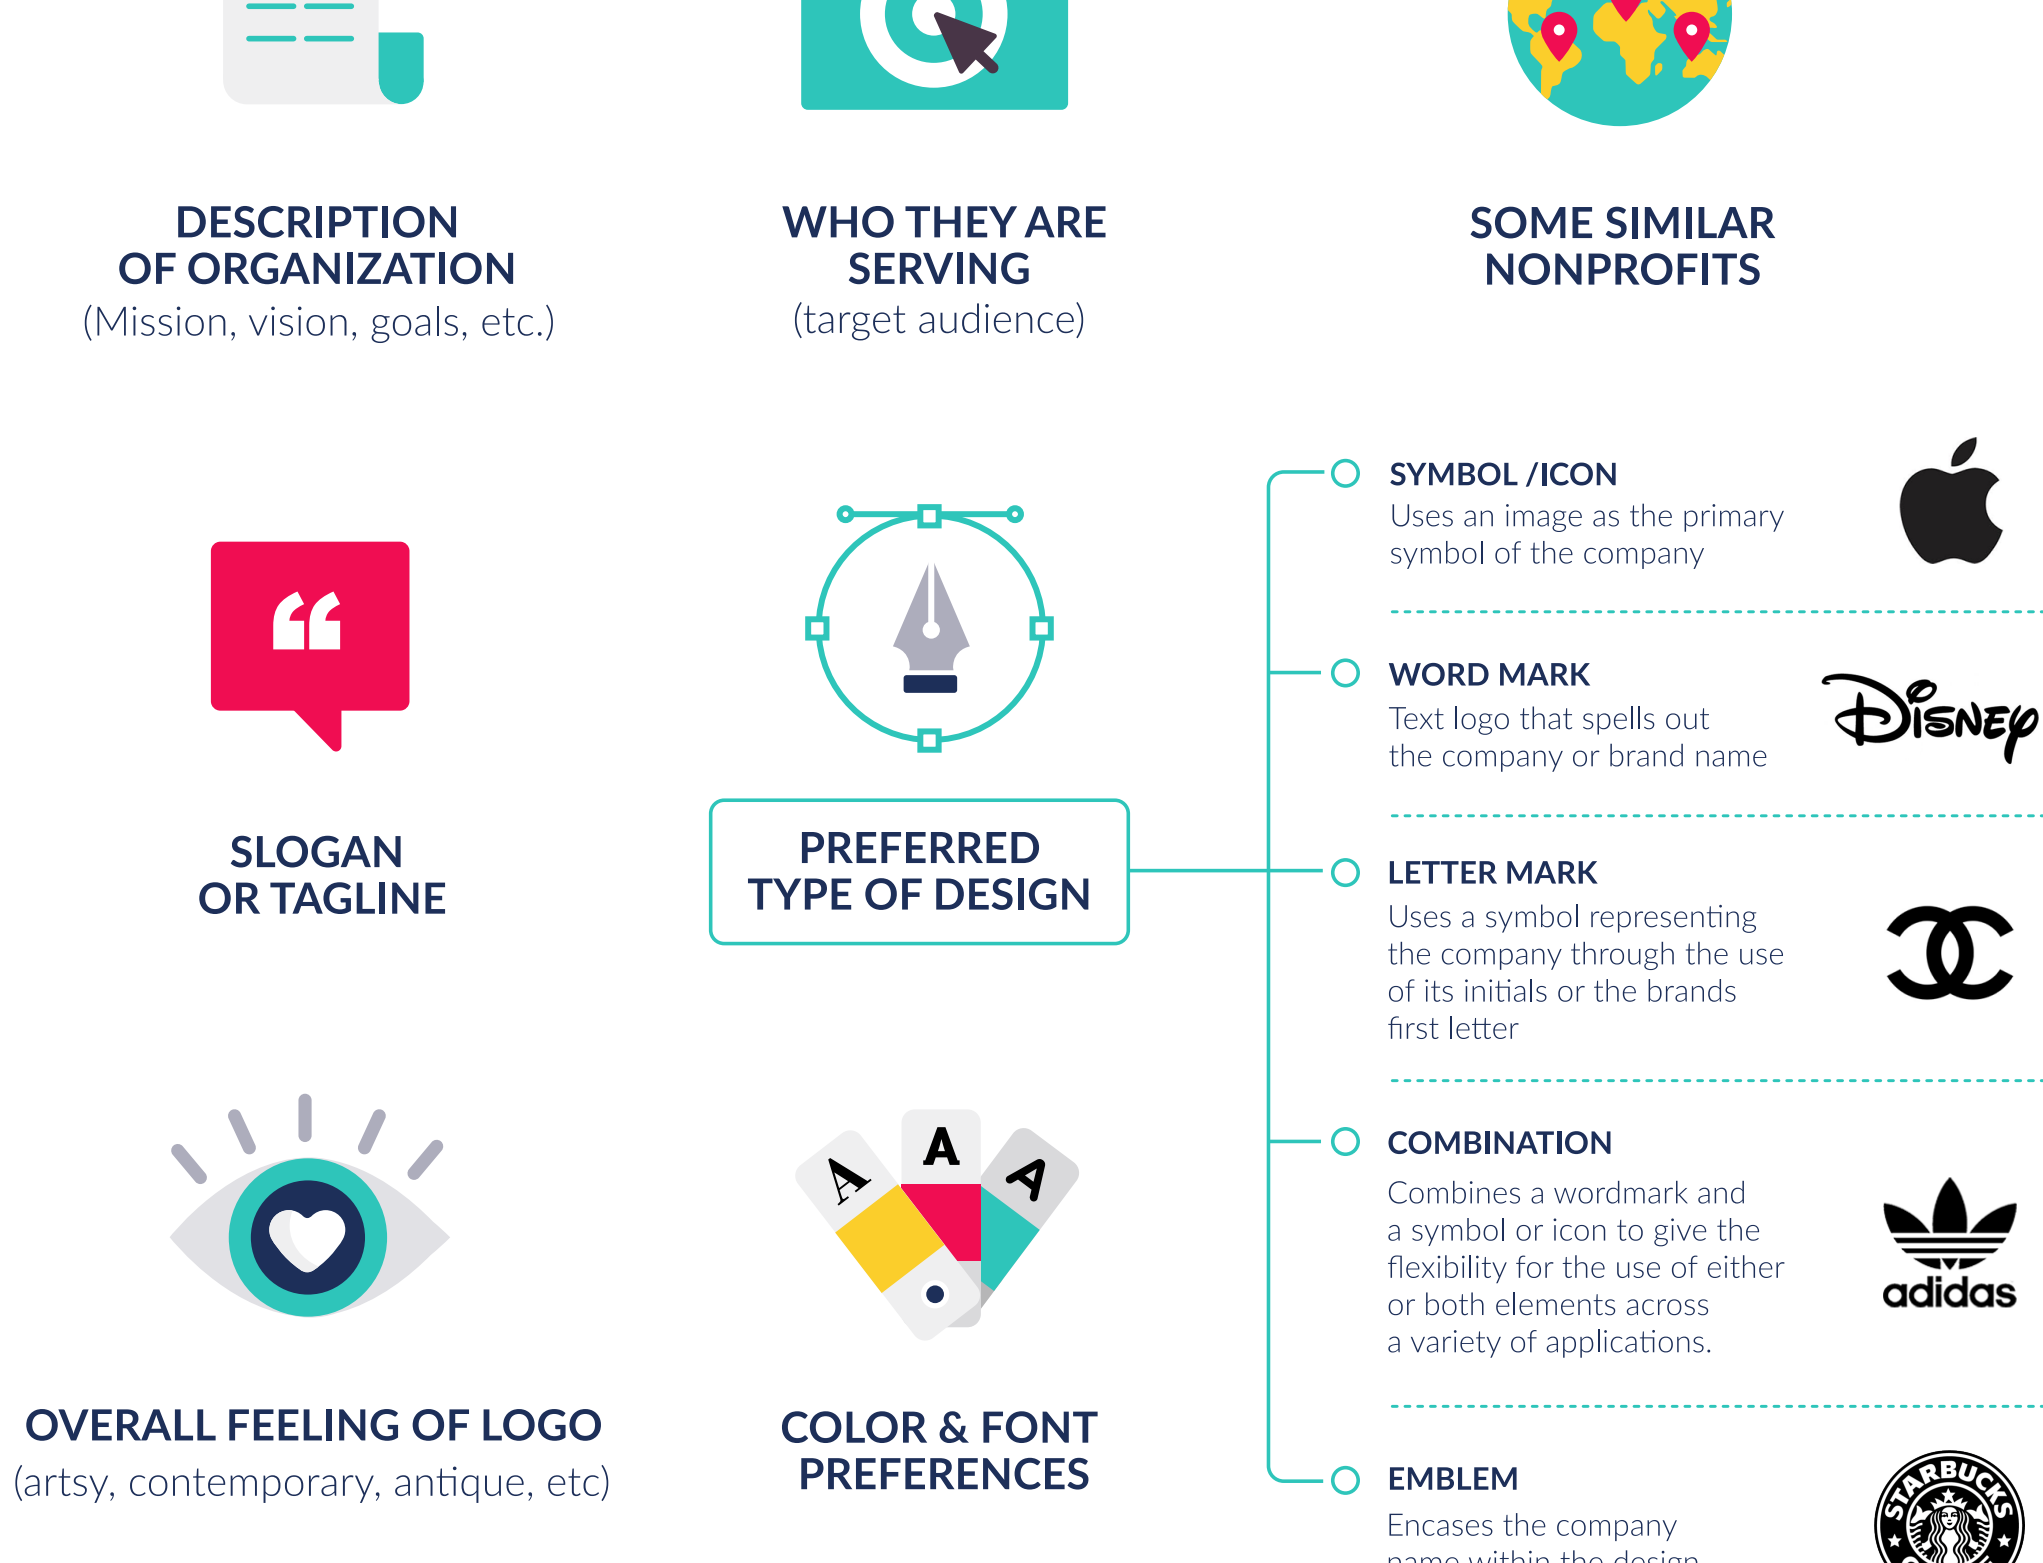 DESCRIPTION
OF ORGANIZATION
(Mission, vision, goals, etc.)
WHO THEY ARE
SERVING
(target audience)
SOME SIMILAR
NONPROFITS
SLOGAN
OR TAGLINE
PREFERRED
TYPE OF DESIGN
SYMBOL /ICON
Uses an image as the primary
symbol of the company
WORD MARK
Text logo that spells out
the company or brand name
DISNEY
LETTER MARK
Uses a symbol representing
the company through the use
of its initials or the brands
first letter
COMBINATION
Combines a wordmark and
a symbol or icon to give the
flexibility for the use of either
or both elements across
a variety of applications.
adidas
OVERALL FEELING OF LOGO
(artsy, contemporary, antique, etc)
A A A
COLOR & FONT
PREFERENCES
EMBLEM
Encases the company
name within the design
STARBUCKS